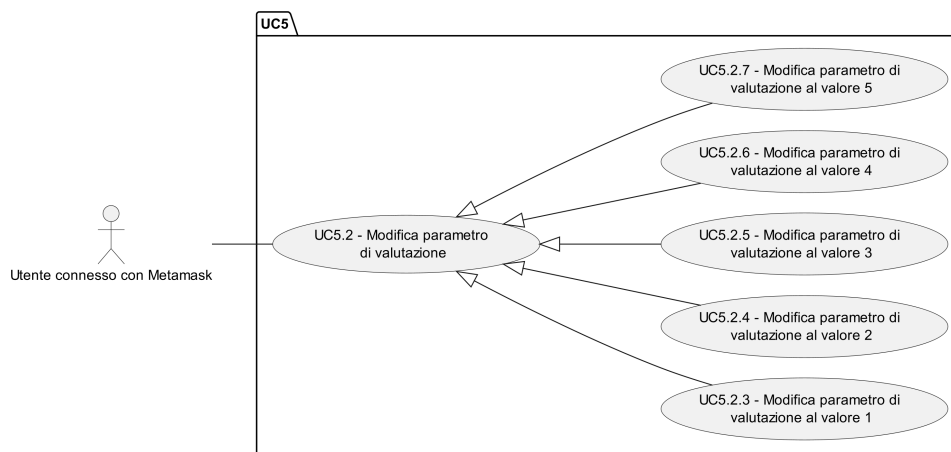 UC5
UC5.2.7 - Modifica parametro di
valutazione al valore 5
UC5.2.6 - Modifica parametro di
valutazione al valore 4
UC5.2 - Modifica parametro
di valutazione
UC5.2.5 - Modifica parametro di
valutazione al valore 3
Utente connesso con Metamask
UC5.2.4 - Modifica parametro di
valutazione al valore 2
UC5.2.3 - Modifica parametro di
valutazione al valore 1